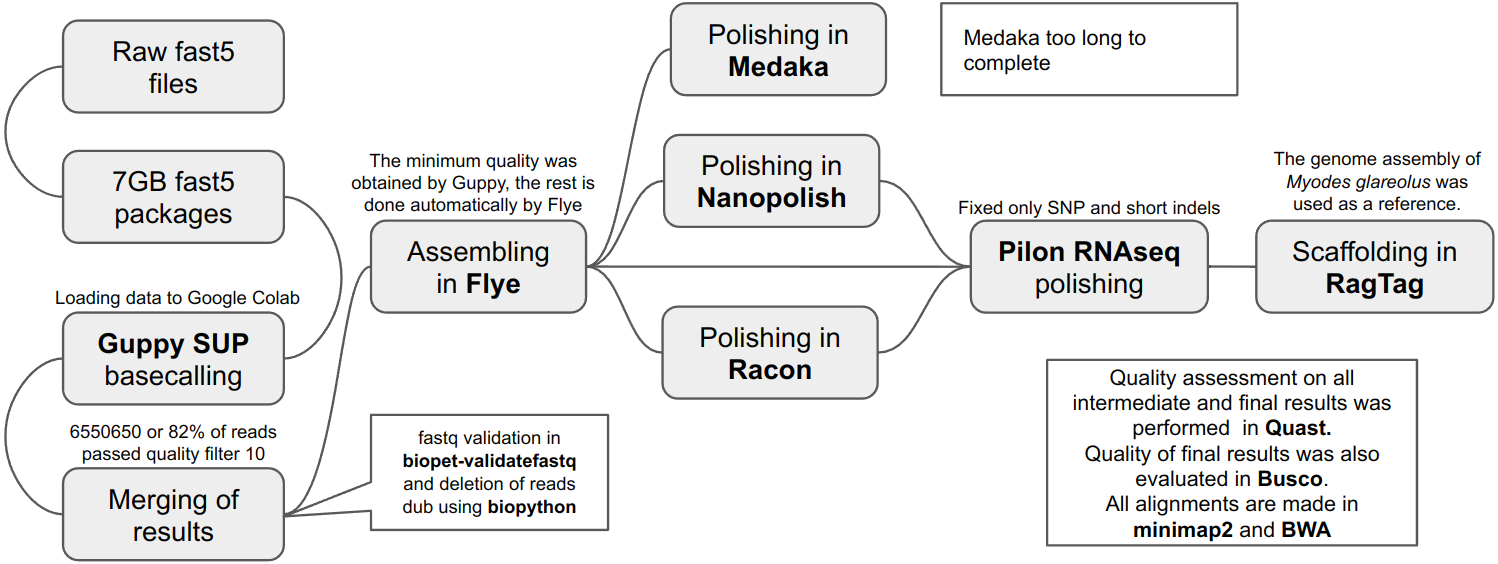 Raw fast5
files
7GB fast5
packages
Loading data to Google Colab
Guppy SUP
basecalling
6550650 or 82% of reads
passed quality filter 10
Merging of
results
fastq validation in
biopet-validatefastq
and deletion of reads
dub using biopython
The minimum quality was
obtained by Guppy, the rest is
done automatically by Flye
Assembling
in Flye
Polishing in
Medaka
Medaka too long to
complete
Polishing in
Nanopolish
Polishing in
Racon
Fixed only SNP and short indels
Pilon RNAseq
polishing
The genome assembly of
Myodes glareolus was
used as a reference.
Scaffolding in
RagTag
Quality assessment on all
intermediate and final results was
performed in Quast.
Quality of final results was also
evaluated in Busco.
All alignments are made in
minimap2 and BWA